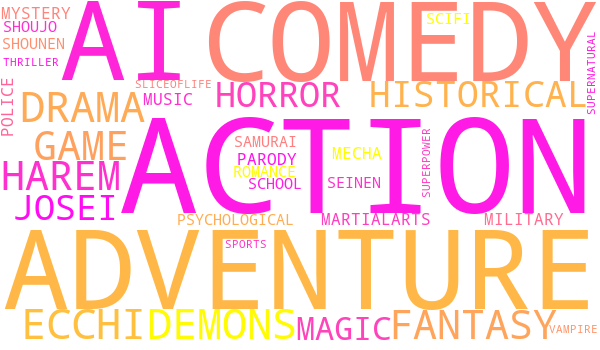 MYSTERY
SHOUJO
SHOUNEN
THRILLER
AI
COMEDY
SCIFI
SUPERNATURAL
POLICE
SLICEOFLIFE
DRAMA
MUSIC
HORROR
HISTORICAL
GAME
ACTION
SAMURAI
PARODY
MECHA
ROMANCE
SCHOOL
SEINEN
SUPERPOWER
HAREM
JOSEI
PSYCHOLOGICAL
MARTIALARTS
MILITARY
SPORTS
ADVENTURE
ECCHI
DEMONS
MAGIC
FANTASY
VAMPIRE